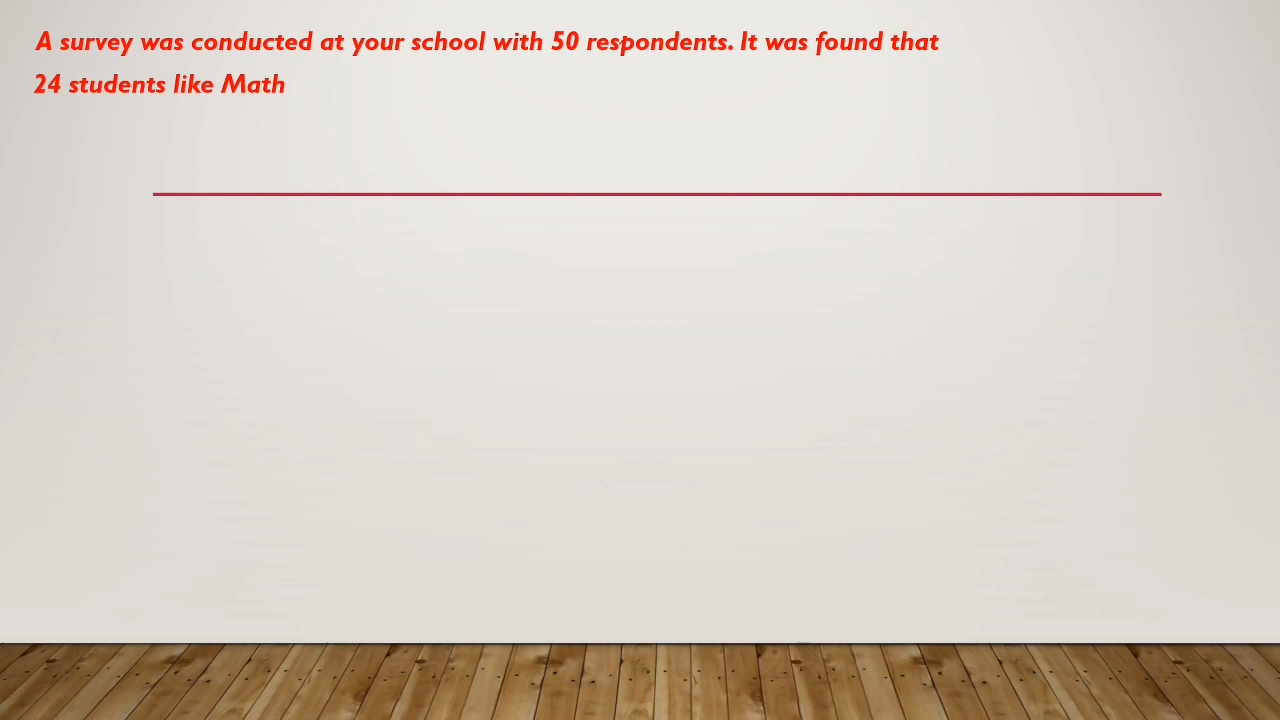 A survey was conducted at your school with 50 respondents. It was found that
24 students like Math